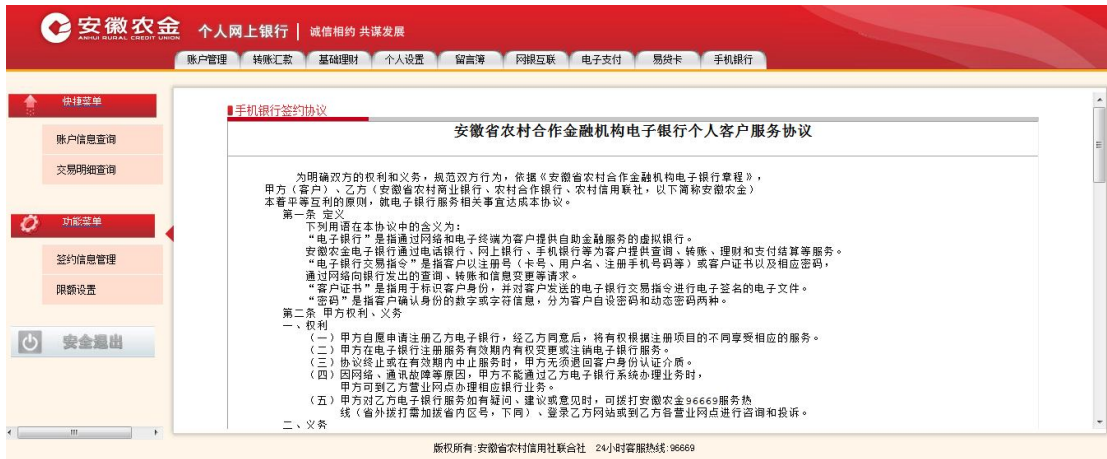 安徽农金
ANHUI RURAL CREDIT UNION
个人网上银行 | 诚信相约 共谋发展
账户管理 转账汇款 基础理财 个人设置 留言簿 网银互联 电子支付 易贷卡 手机银行
快捷菜单
账户信息查询
交易明细查询
功能菜单
签约信息管理
限额设置
安全退出
手机银行签约协议
安徽省农村合作金融机构电子银行个人客户服务协议
为明确双方的权利和义务，规范双方行为，依据《安徽省农村合作金融机构电子银行章程》，
甲方（客户）、乙方（安徽省农村商业银行、农村合作银行、农村信用联社，以下简称安徽农金）
本着平等互利的原则，就电子银行服务相关事宜达成本协议。
第一条 定义
下列用语在本协议中的含义为：
“电子银行”是指通过网络和电子终端为客户提供自助金融服务的虚拟银行。
安徽农金电子银行通过电话银行、网上银行、手机银行等为客户提供查询、转账、理财和支付结算等服务。
“电子银行交易指令”是指客户以注册号（卡号、用户名、注册手机号码等）或客户证书以及相应密码，
通过网络向银行发出的查询、转账和信息变更等请求。
“客户证书”是指用于标识客户身份，并对客户发送的电子银行交易指令进行电子签名的电子文件。
“密码”是指客户确认身份的数字或字符信息，分为客户自设密码和动态密码两种。
第二条 甲方权利、义务
一、权利
（一）甲方自愿申请注册乙方电子银行，经乙方同意后，将有权根据注册项目的不同享受相应的服务。
（二）甲方在电子银行注册服务有效期内有权变更或注销电子银行服务。
（三）协议终止或在有效期内中止服务时，甲方无须退回客户身份认证介质。
（四）因网络、通讯故障等原因，甲方不能通过乙方电子银行系统办理业务时，
甲方可到乙方营业网点办理相应银行业务。
（五）甲方对乙方电子银行服务如有疑问、建议或意见时，可拨打安徽农金96669服务热
线（省外拨打需加拨省内区号，下同）、登录乙方网站或到乙方各营业网点进行咨询和投诉。
二、义务
版权所有:安徽省农村信用社联合社 24小时客服热线:96669